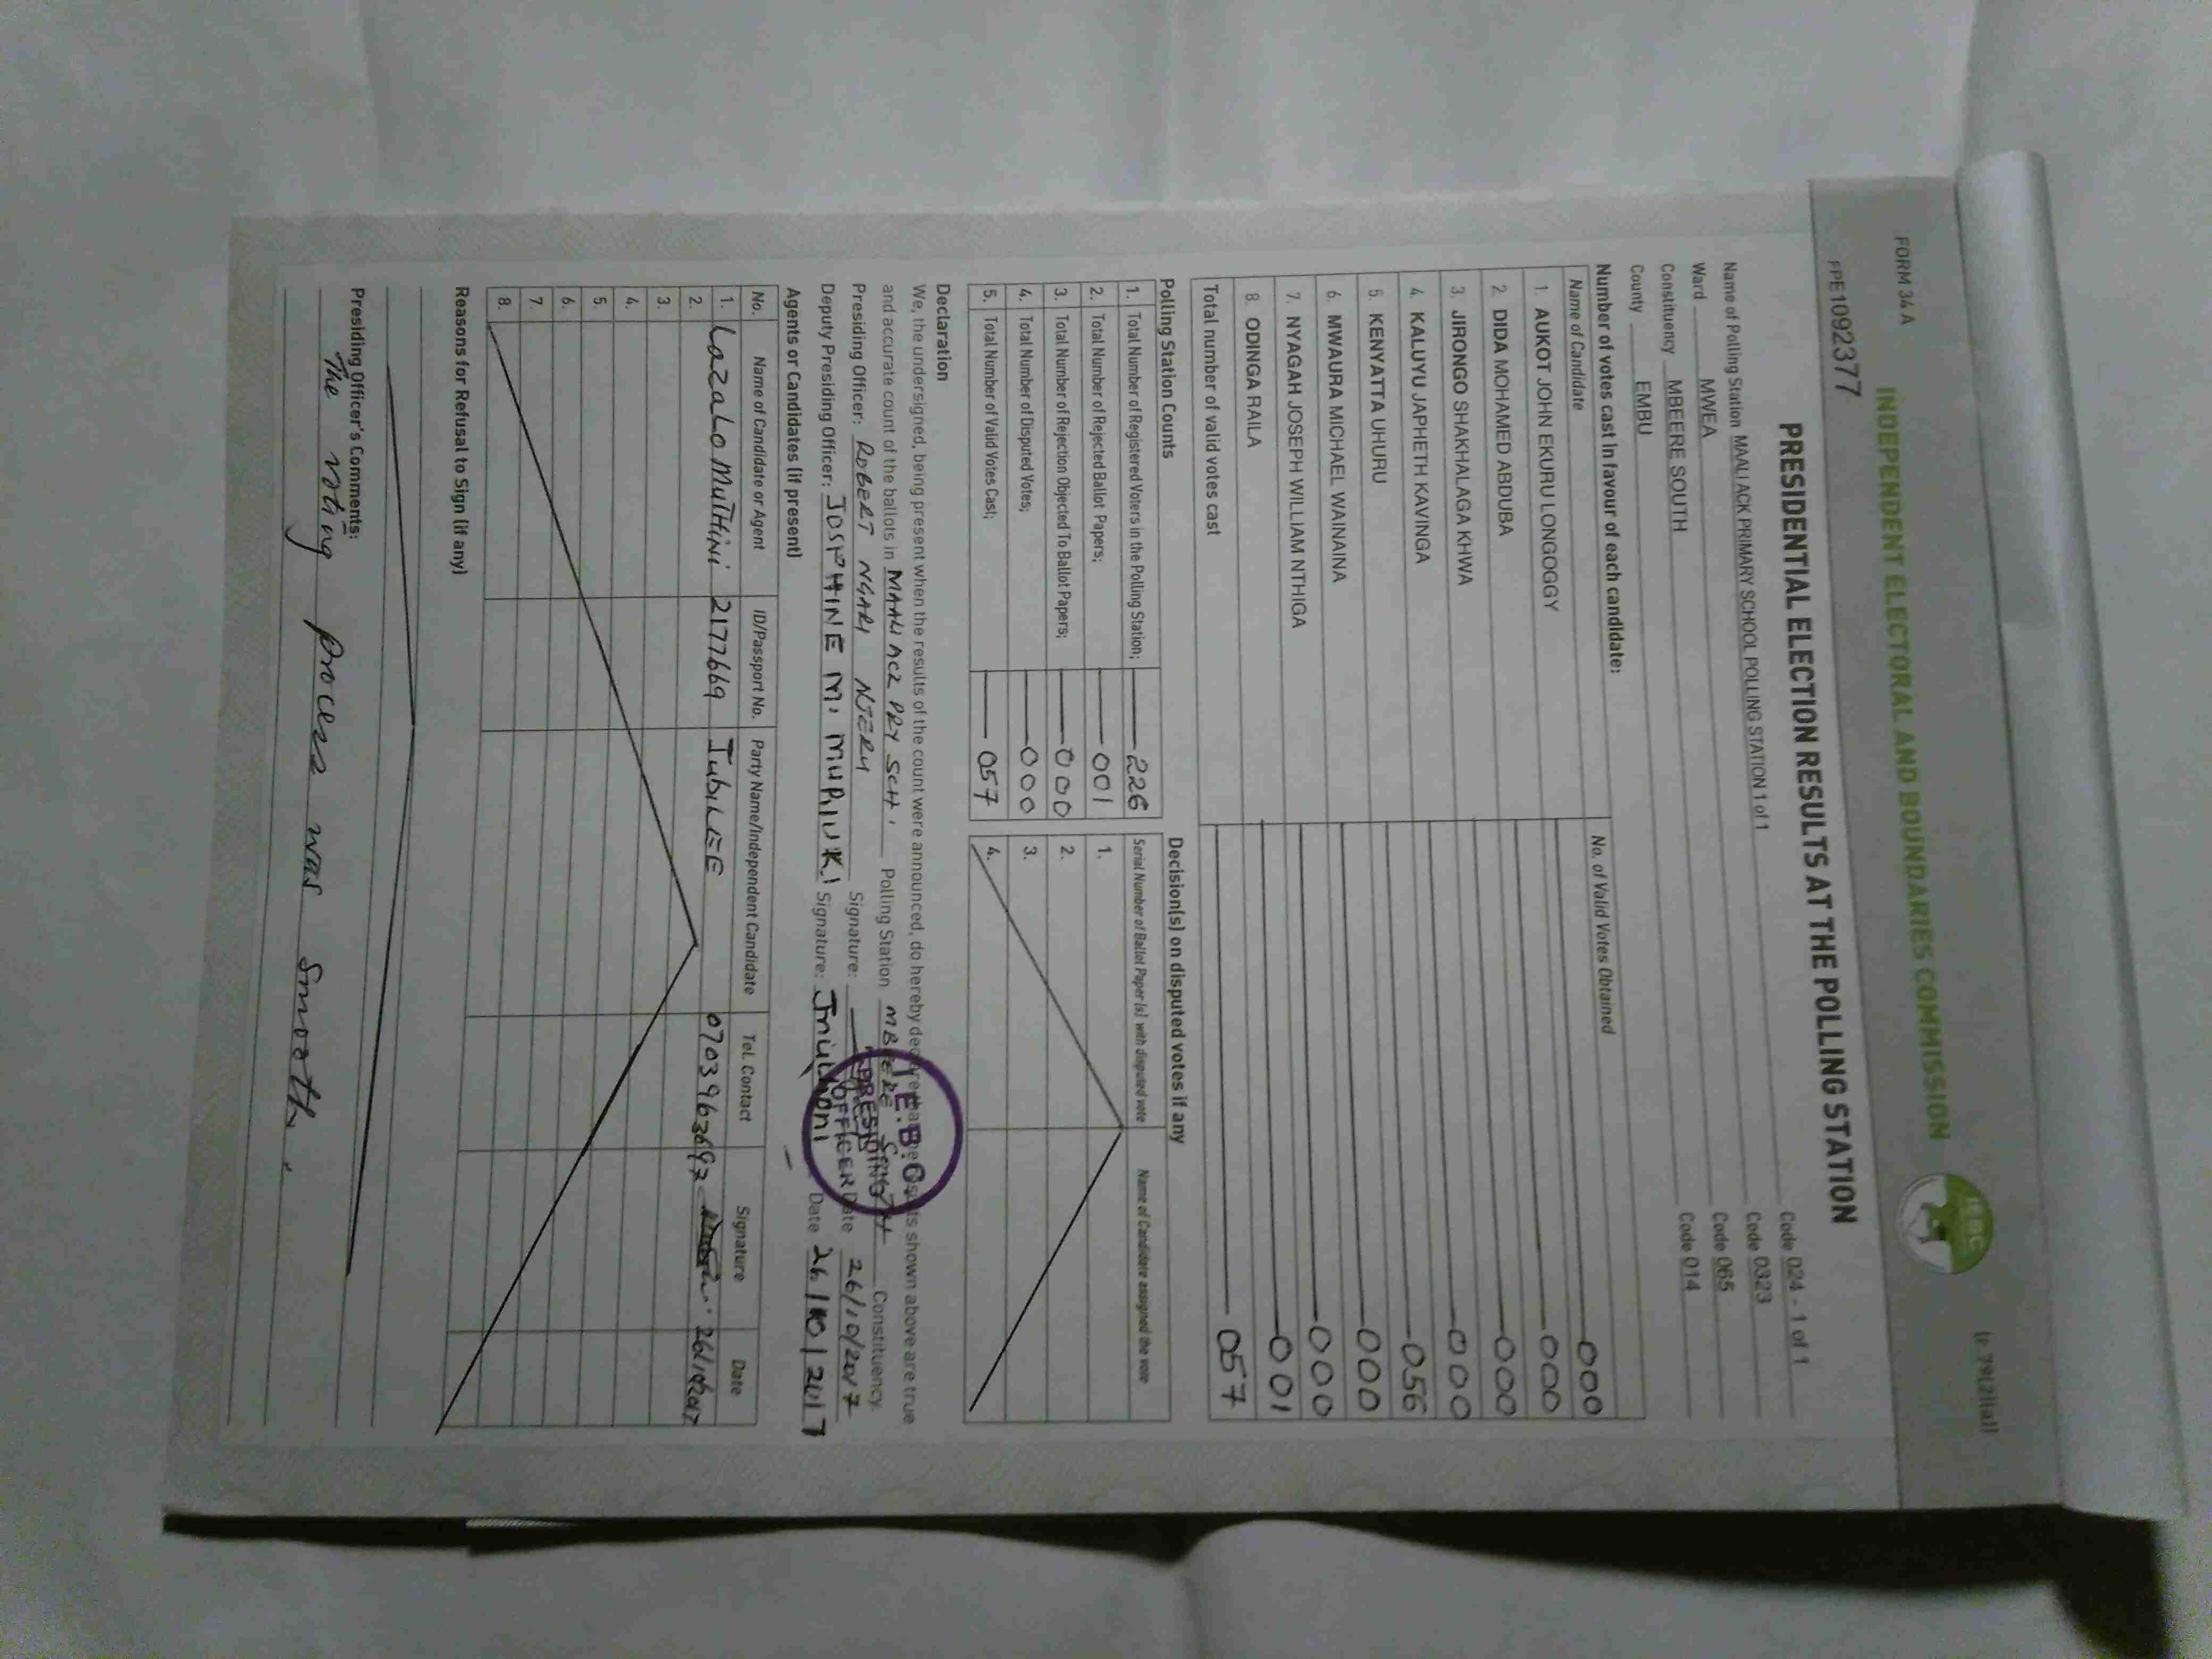 FORM 34A
(r.79(2)(a))
INDEPENDENT ELECTORAL AND BOUNDARIES COMMISSION
IEBC
FPE1092377
PRESIDENTIAL ELECTION RESULTS AT THE POLLING STATION
Name of Polling Station MAALI ACK PRIMARY SCHOOL POLLING STATION 1 of 1 Code 024 - 1 of 1
Ward MWEA Code 0323
Constituency MBEERE SOUTH Code 065
County EMBU Code 014
Number of votes cast in favour of each candidate:
Name of Candidate No. of Valid Votes Obtained
1. AUKOT JOHN EKURU LONGOGGY 000
2. DIDA MOHAMED ABDUBA 000
3. JIRONGO SHAKHALAGA KHWA 000
4. KALUYU JAPHETH KAVINGA 000
5. KENYATTA UHURU 056
6. MWAURA MICHAEL WAINAINA 000
7. NYAGAH JOSEPH WILLIAM NTHIGA 000
8. ODINGA RAILA 001
Total number of valid votes cast 057
Polling Station Counts
1. Total Number of Registered Voters in the Polling Station; 226
2. Total Number of Rejected Ballot Papers; 001
3. Total Number of Rejection Objected To Ballot Papers; 000
4. Total Number of Disputed Votes; 000
5. Total Number of Valid Votes Cast; 057
Decision(s) on disputed votes if any
Serial Number of Ballot Paper (s) with disputed vote Name of Candidate assigned the vote
1.
2.
3.
4.
Declaration
We, the undersigned, being present when the results of the count were announced, do hereby declare that the results shown above are true
and accurate count of the ballots in MAALI ACK PRY SCH. Polling Station MBEERE SOUTH Constituency.
Presiding Officer: ROBERT NGARI NJERU Signature: Date 26/10/2017
Deputy Presiding Officer: JOSPHINE M. MURIUKI Signature: Date 26/10/2017
I.E.B.C.
PRESIDING
OFFICER
Agents or Candidates (if present)
No. Name of Candidate or Agent ID/Passport No. Party Name/Independent Candidate Tel. Contact Signature Date
1. LazaLo MuTHiNi 2177669 JubiLEE 0703963697 26/10/2017
2.
3.
4.
5.
6.
7.
8.
Reasons for Refusal to Sign (if any)
Presiding Officer's Comments:
The voting process was smooth.